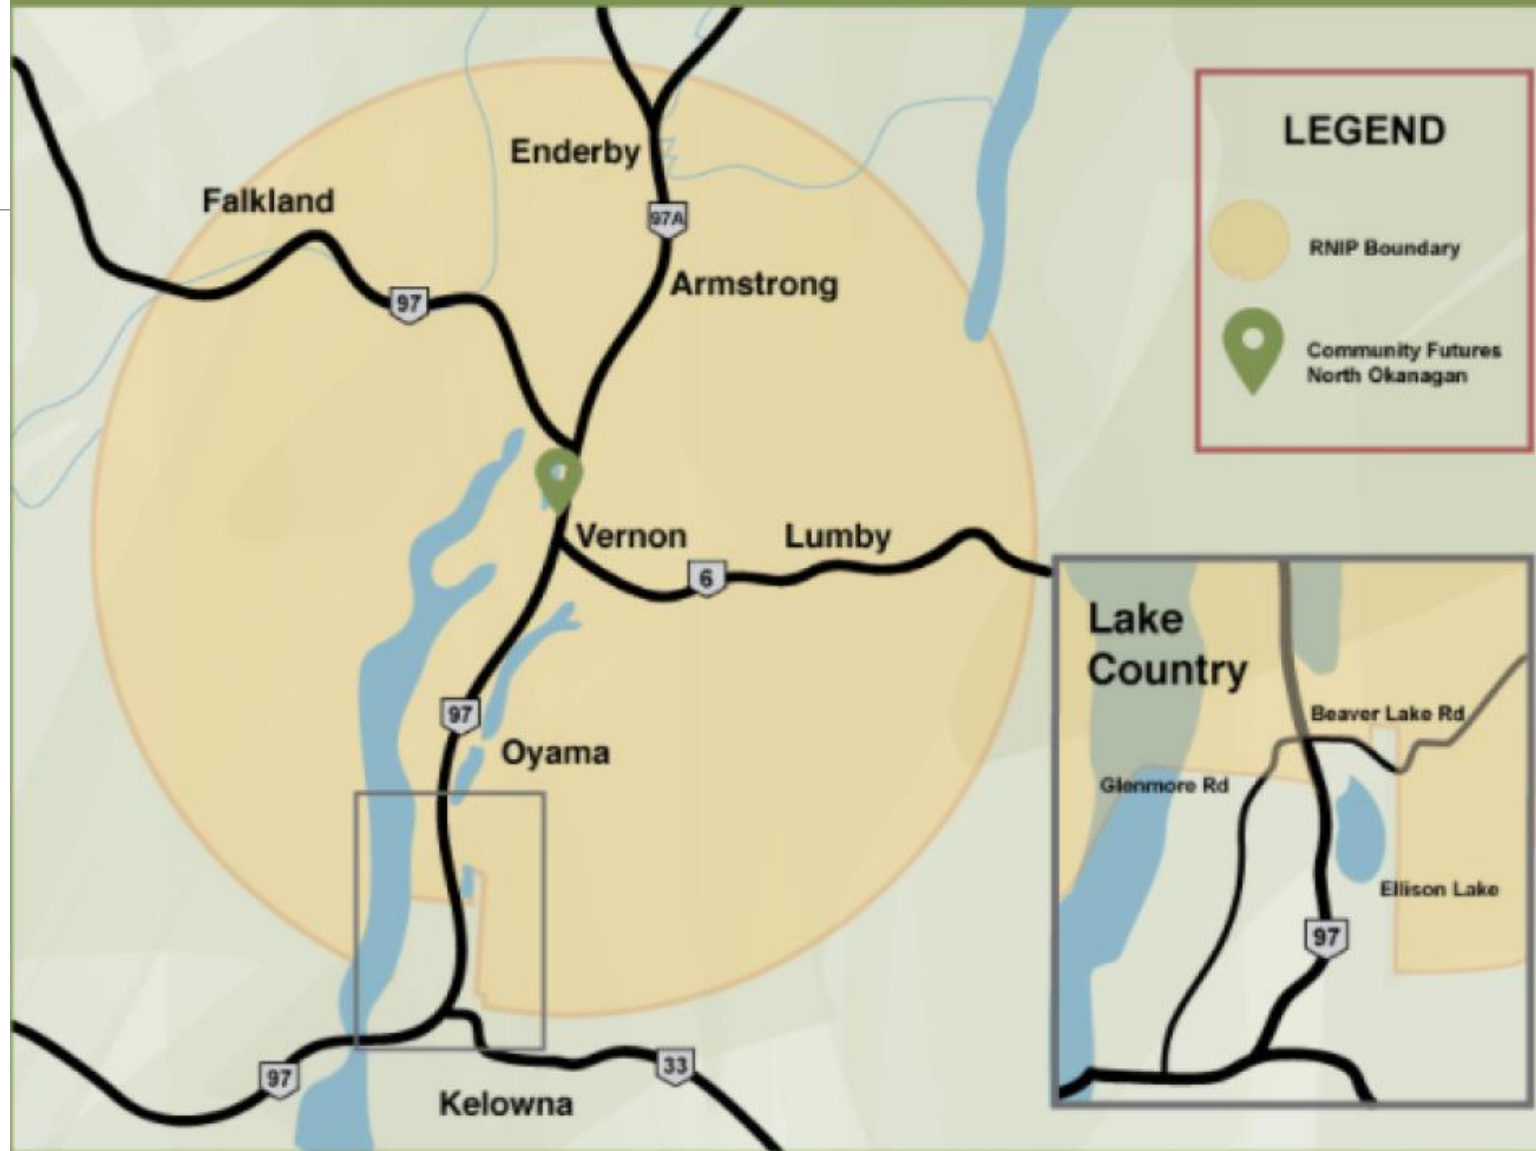 Enderby
Falkland
97A
Armstrong
97
Vernon
Lumby
6
97
Oyama
97
33
Kelowna
LEGEND
RNIP Boundary
Community Futures
North Okanagan
Lake
Country
Beaver Lake Rd
Glenmore Rd
Ellison Lake
97